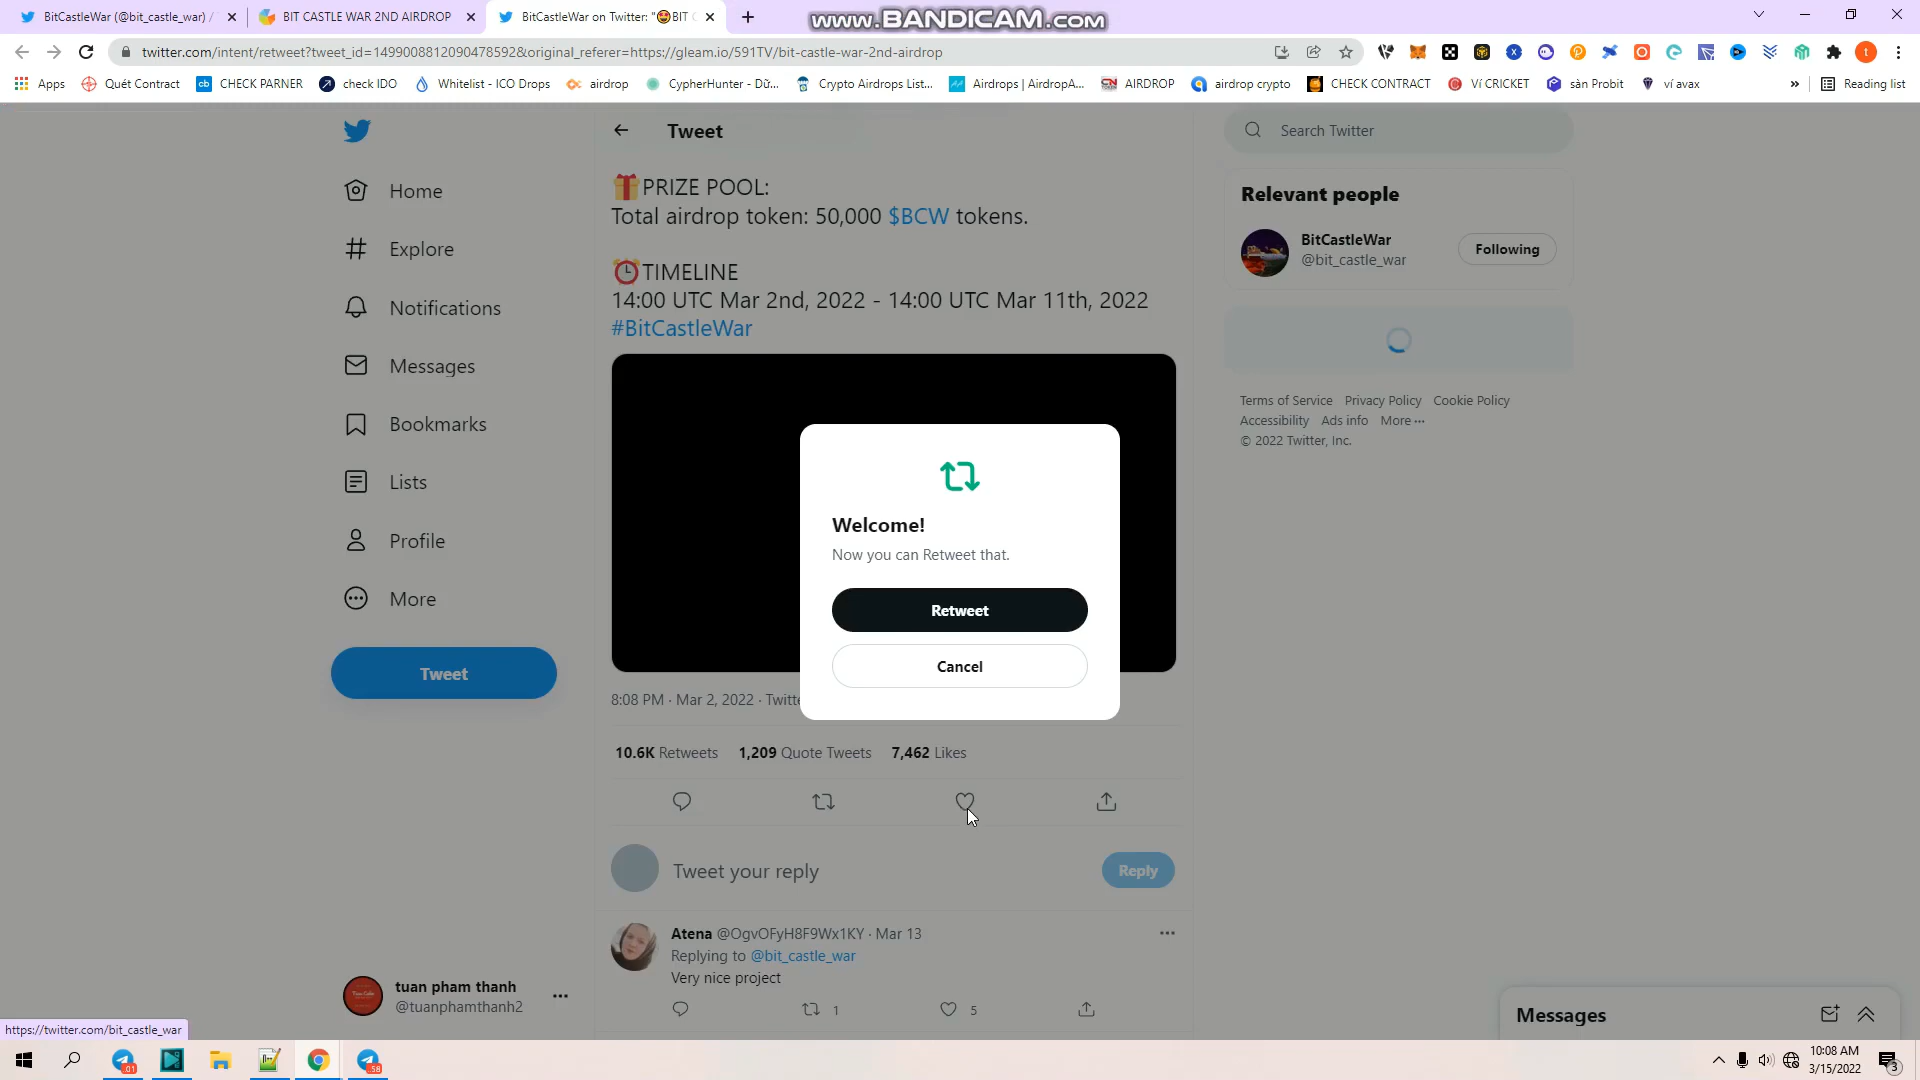 BitCastleWar (@bit_castle_war) /
BIT CASTLE WAR 2ND AIRDROP
BitCastleWar on Twitter: "🤩BIT C
www.BANDICAM.com
twitter.com/intent/retweet?tweet_id=1499008812090478592&original_referer=https://gleam.io/591TV/bit-castle-war-2nd-airdrop
Apps
Quét Contract
CHECK PARNER
check IDO
Whitelist - ICO Drops
airdrop
CypherHunter - Dữ...
Crypto Airdrops List...
Airdrops | AirdropA...
AIRDROP
airdrop crypto
CHECK CONTRACT
Ví CRICKET
sàn Probit
ví avax
»
Reading list
Home
Explore
Notifications
Messages
Bookmarks
Lists
Profile
More
Tweet
tuan pham thanh
@tuanphamthanh2
Tweet
🎁PRIZE POOL:
Total airdrop token: 50,000 $BCW tokens.
⏰TIMELINE
14:00 UTC Mar 2nd, 2022 - 14:00 UTC Mar 11th, 2022
#BitCastleWar
Welcome!
Now you can Retweet that.
Retweet
Cancel
8:08 PM · Mar 2, 2022 · Twitte
10.6K Retweets 1,209 Quote Tweets 7,462 Likes
Tweet your reply
Reply
Atena @OgvOFyH8F9Wx1KY · Mar 13
Replying to @bit_castle_war
Very nice project
1
5
Search Twitter
Relevant people
BitCastleWar
@bit_castle_war
Following
Terms of Service Privacy Policy Cookie Policy
Accessibility Ads info More ···
© 2022 Twitter, Inc.
Messages
https://twitter.com/bit_castle_war
10:08 AM
3/15/2022